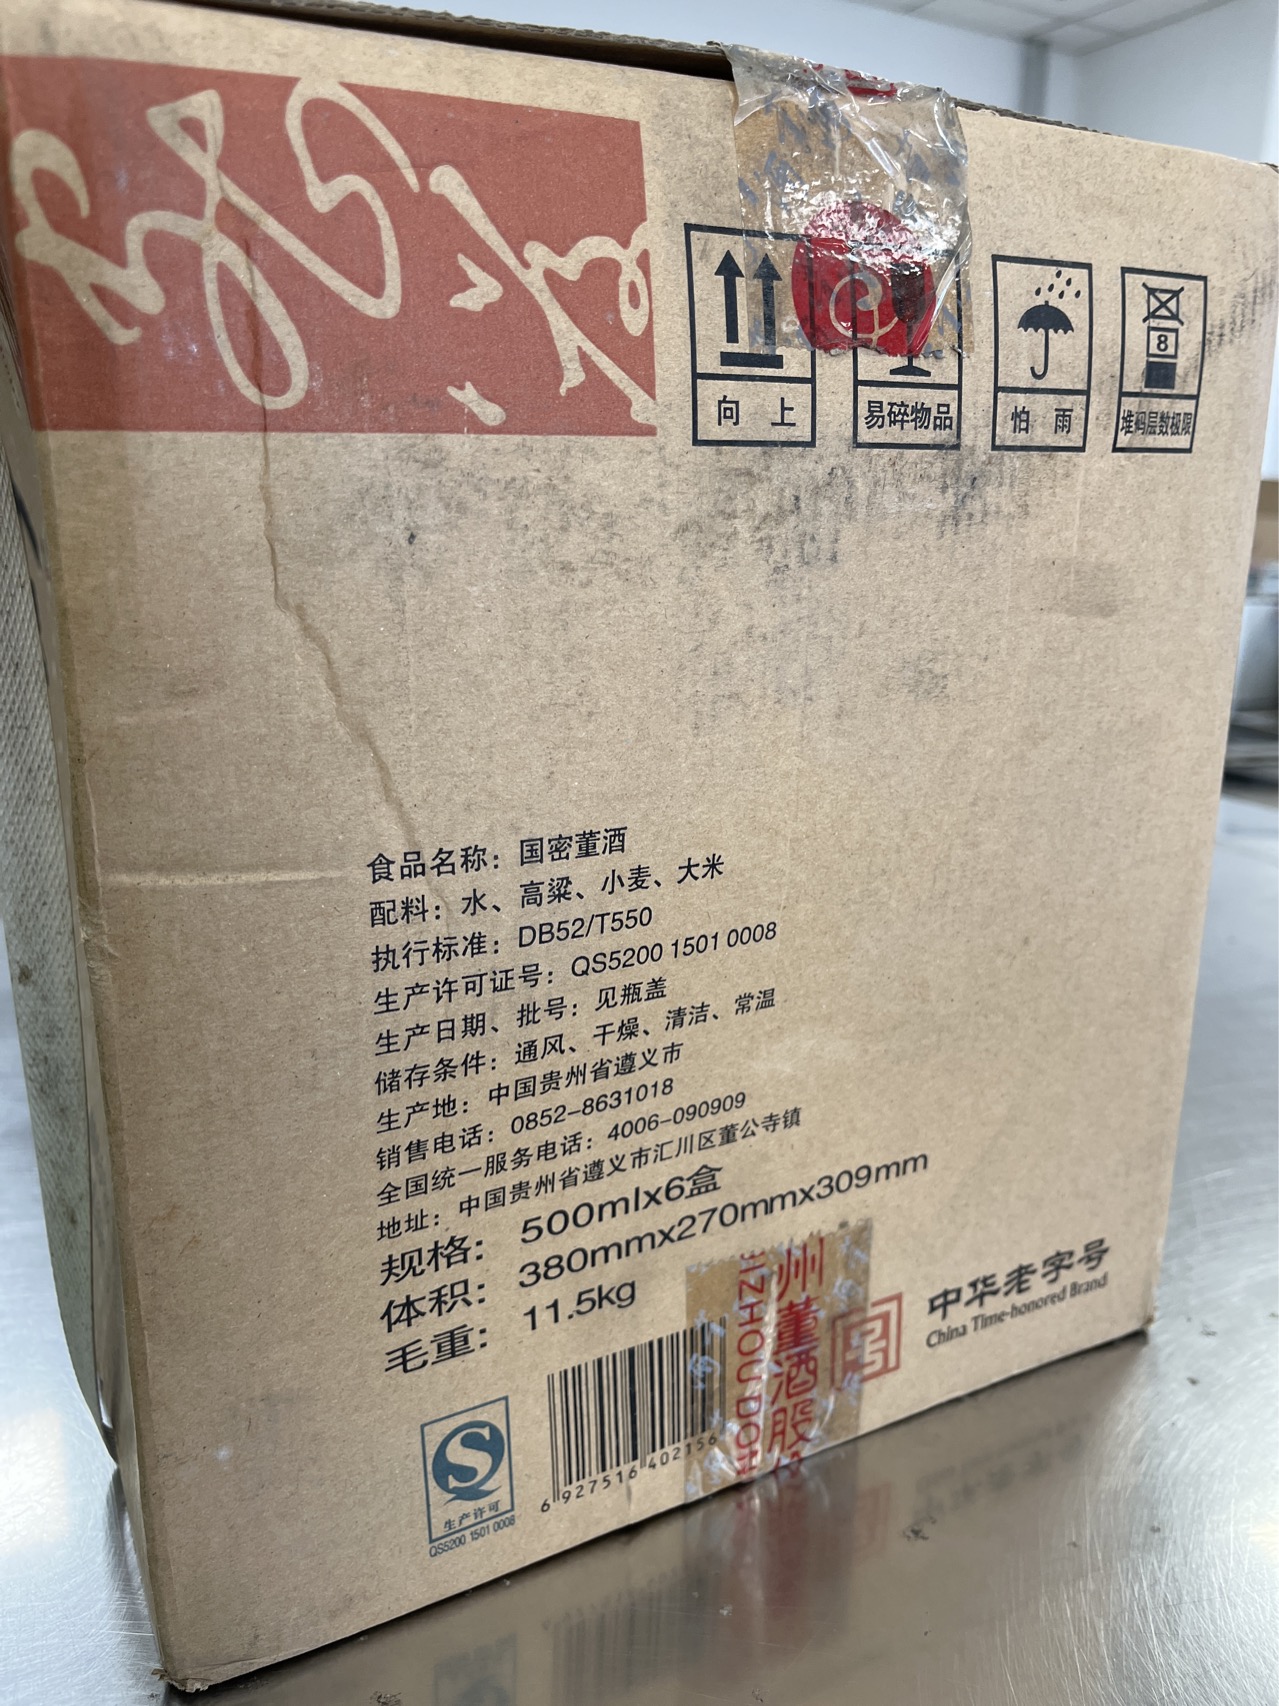 向 上
易碎物品
怕 雨
8
堆码层数极限
食品名称：国密董酒
配料：水、高粱、小麦、大米
执行标准：DB52/T550
生产许可证号：QS5200 1501 0008
生产日期、批号：见瓶盖
储存条件：通风、干燥、清洁、常温
生产地：中国贵州省遵义市
销售电话：0852-8631018
全国统一服务电话：4006-090909
地址：中国贵州省遵义市汇川区董公寺镇
规格：500mlx6盒
体积：380mmx270mmx309mm
毛重：11.5kg
S
生产许可
QS5200 1501 0008
6 927516 402156
州董酒股
ZHOU DO
中华老字号
China Time-honored Brand